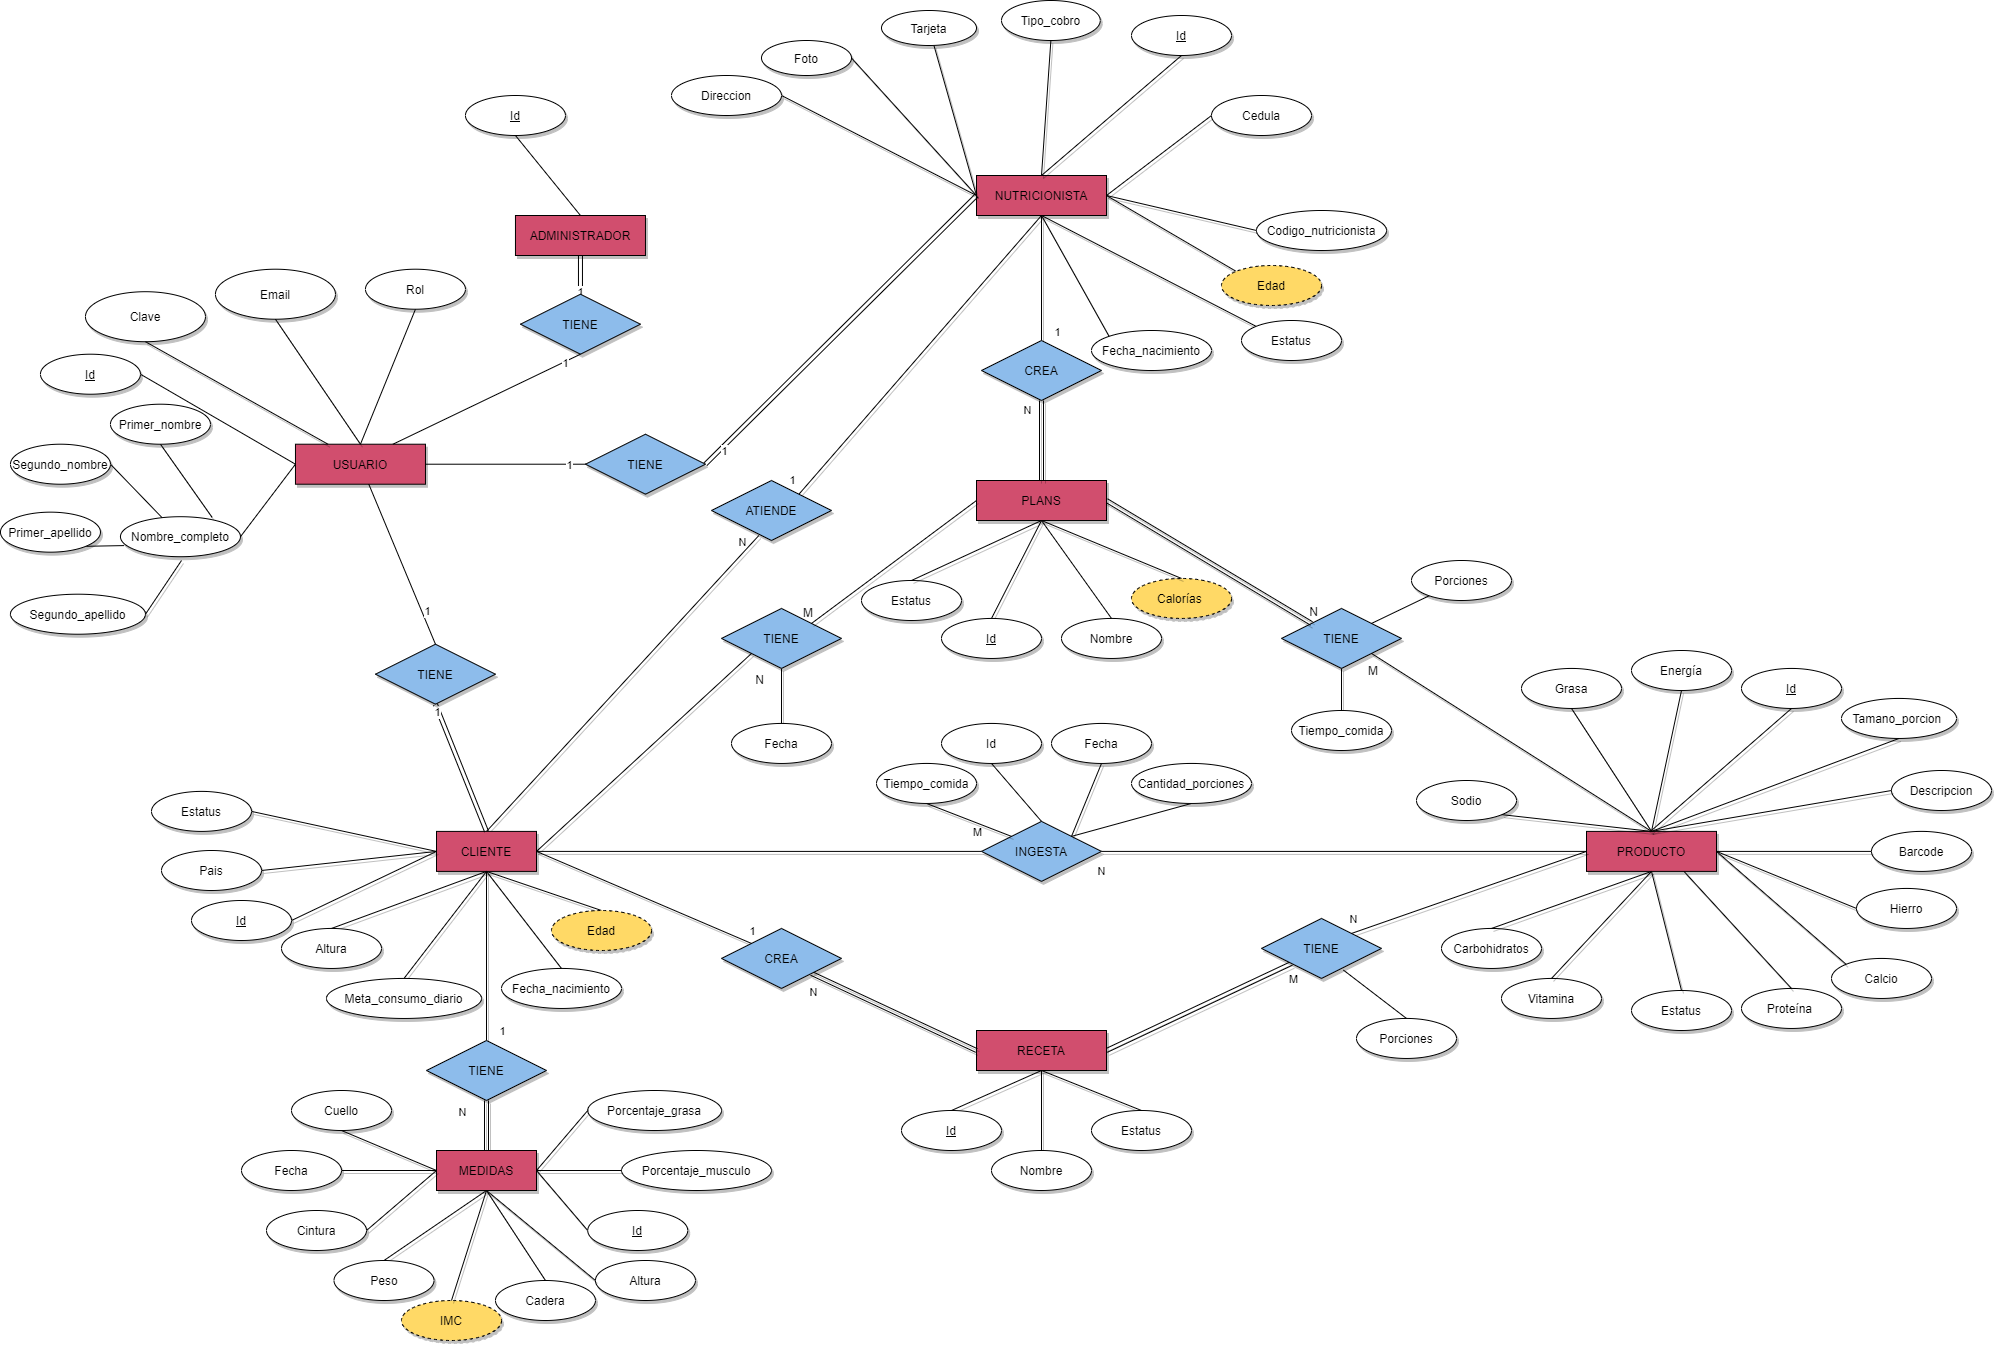 Tipo_cobro
Tarjeta
Id
Foto
Direccion
Cedula
Id
NUTRICIONISTA
ADMINISTRADOR
Codigo_nutricionista
Edad
Rol
Email
1
Clave
TIENE
1
Estatus
Fecha_nacimiento
1
CREA
Id
N
Primer_nombre
1
Segundo_nombre
USUARIO
1
TIENE
1
PLANS
ATIENDE
Primer_apellido
Nombre_completo
N
Porciones
Calorías
Estatus
Segundo_apellido
1
M
N
TIENE
Id
Nombre
TIENE
Energía
M
TIENE
N
Grasa
Id
1
Tamano_porcion
Tiempo_comida
Fecha
Id
Fecha
Tiempo_comida
Cantidad_porciones
Descripcion
Sodio
Estatus
M
CLIENTE
INGESTA
PRODUCTO
Barcode
Pais
N
Hierro
Id
Edad
1
N
Altura
CREA
TIENE
Carbohidratos
M
Calcio
Meta_consumo_diario
Fecha_nacimiento
N
Vitamina
Estatus
Proteína
1
Porciones
RECETA
TIENE
N
Cuello
Porcentaje_grasa
Id
Estatus
Fecha
MEDIDAS
Porcentaje_musculo
Nombre
Cintura
Id
Peso
Altura
Cadera
IMC